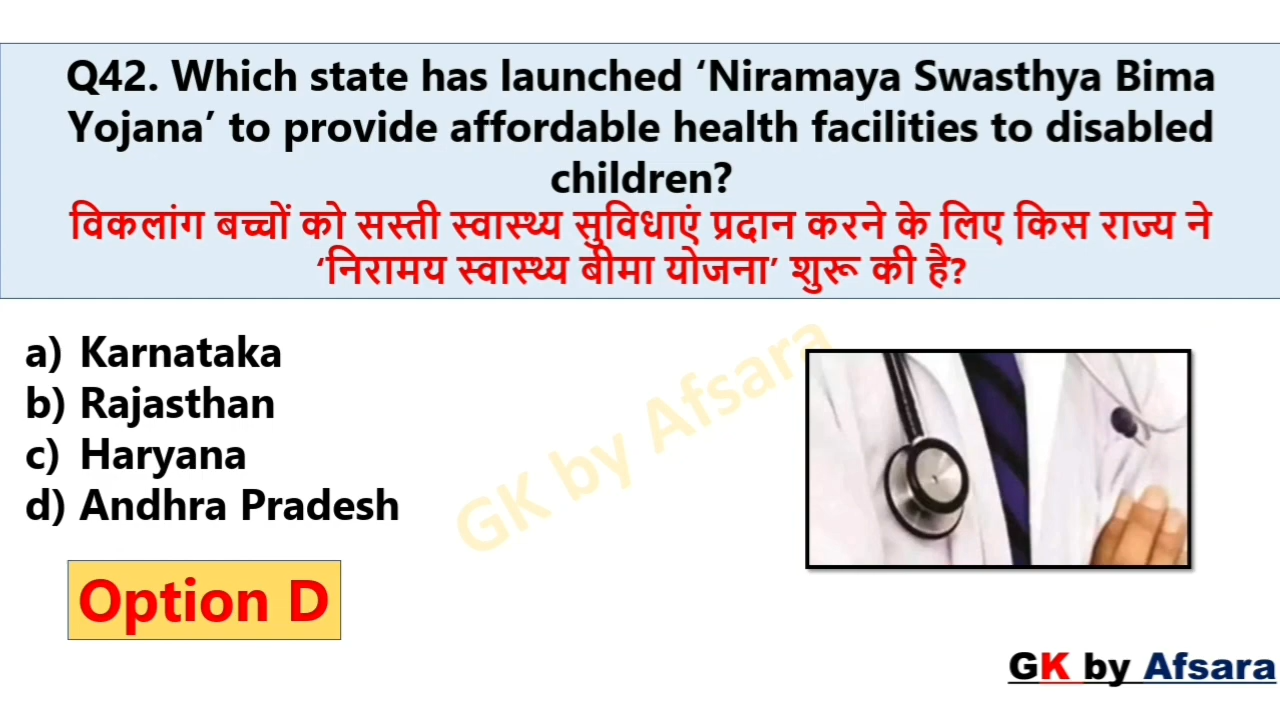 Q42. Which state has launched ‘Niramaya Swasthya Bima
Yojana’ to provide affordable health facilities to disabled
children?
विकलांग बच्चों को सस्ती स्वास्थ्य सुविधाएं प्रदान करने के लिए किस राज्य ने
‘निरामय स्वास्थ्य बीमा योजना’ शुरू की है?
a) Karnataka
b) Rajasthan
c) Haryana
d) Andhra Pradesh
GK by Afsara
Option D
GK by Afsara